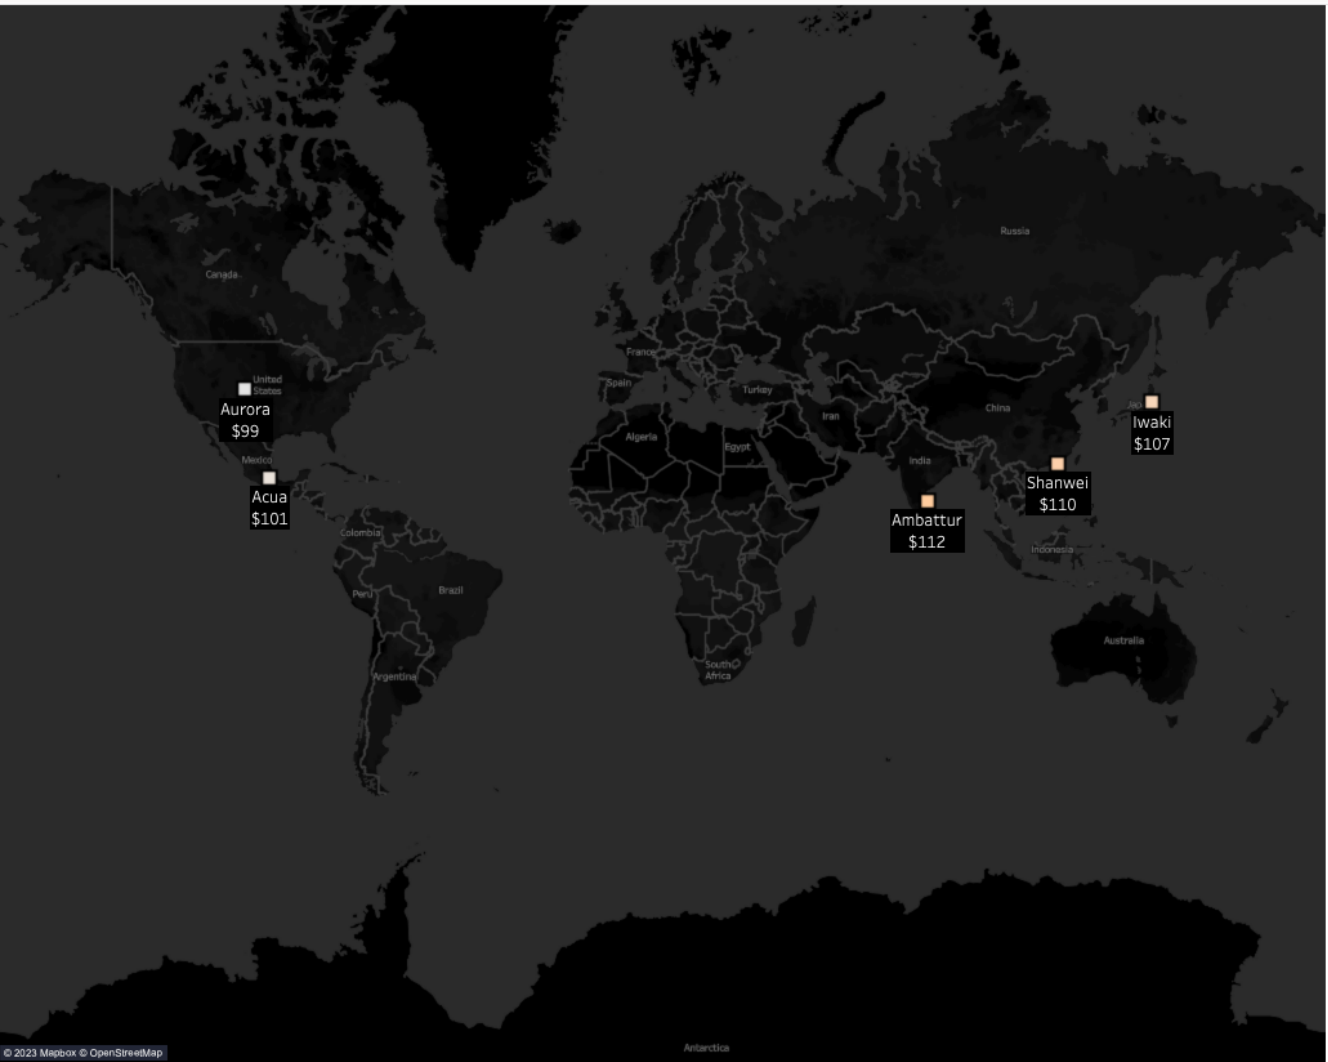 Russia
Canada
France
Spain
Turkey
United
States
Aurora
$99
Iran
China
Iwaki
$107
Algeria
Egypt
Mexico
India
Acua
$101
Shanwei
$110
Ambattur
$112
Colombia
Indonesia
Peru
Brazil
Australia
South
Africa
Argentina
Antarctica
© 2023 Mapbox © OpenStreetMap